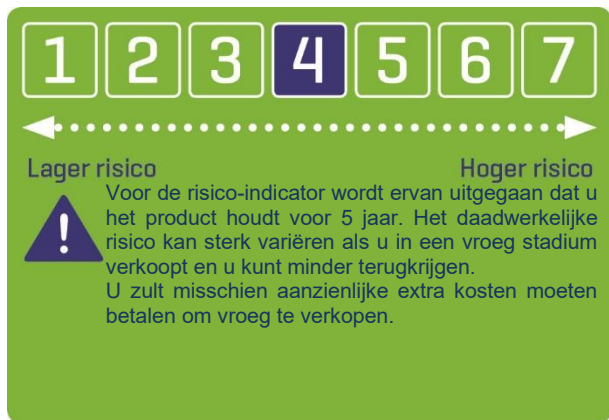 1 2 3 4 5 6 7
Lager risico Hoger risico
Voor de risico-indicator wordt ervan uitgegaan dat u
het product houdt voor 5 jaar. Het daadwerkelijke
! risico kan sterk variëren als u in een vroeg stadium
verkoopt en u kunt minder terugkrijgen.
U zult misschien aanzienlijke extra kosten moeten
betalen om vroeg te verkopen.